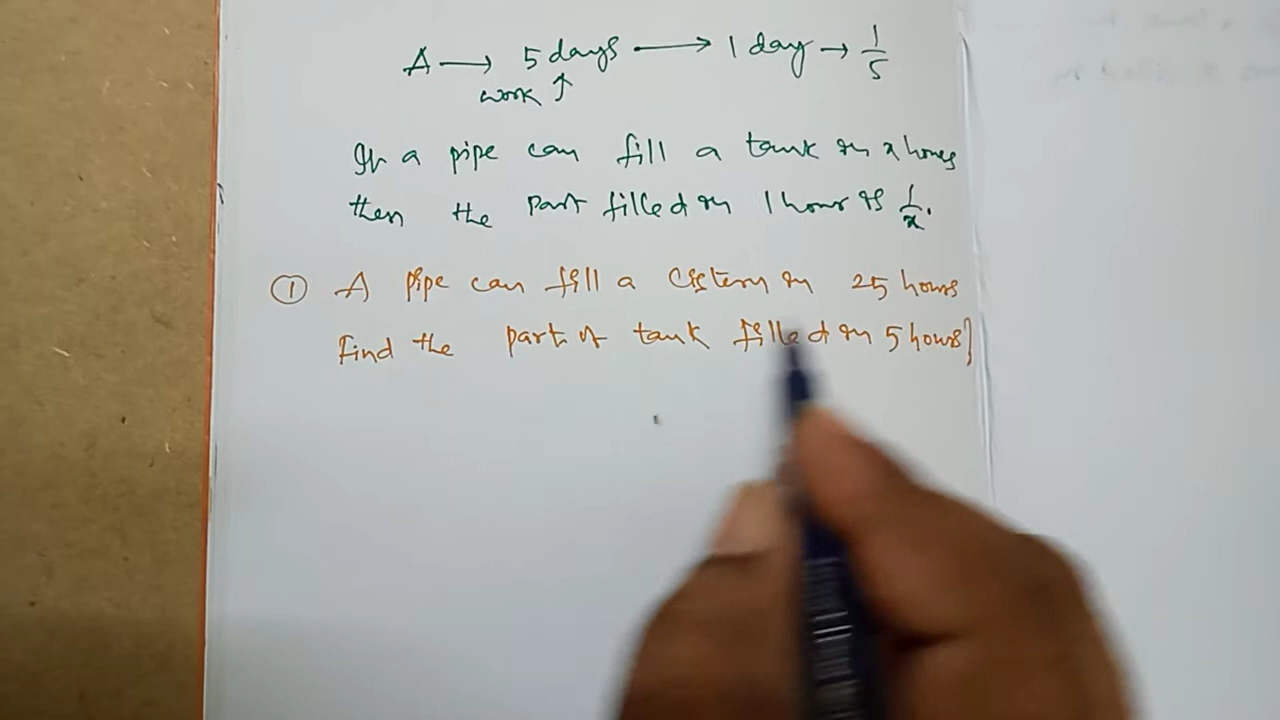 A → 5 days → 1 day → 1/5
work ↑
If a pipe can fill a tank in x hours
then the part filled in 1 hour is 1/x.
① A pipe can fill a cistern in 25 hours
Find the part of tank filled in 5 hours}